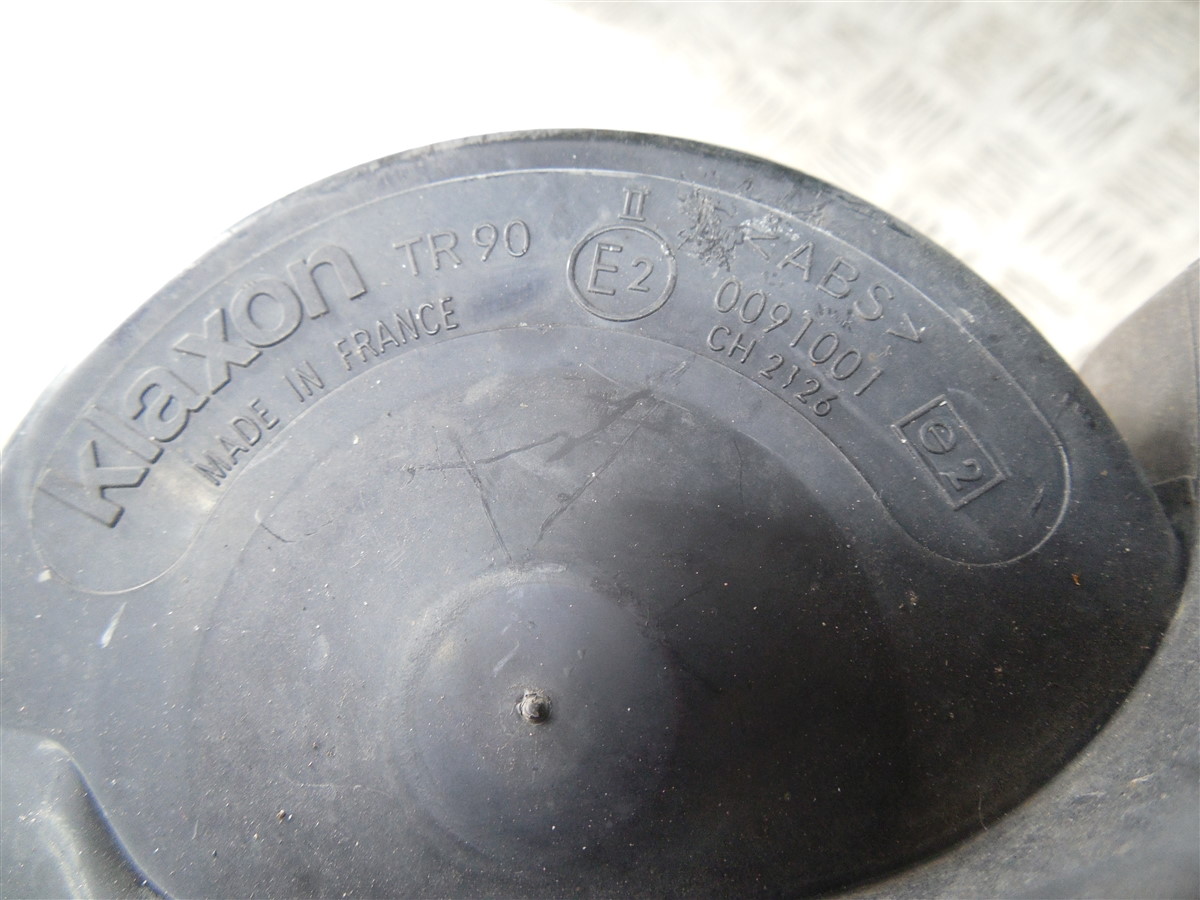 Klaxon TR 90
MADE IN FRANCE
II
E2
<ABS>
0091001
CH 2126
e2